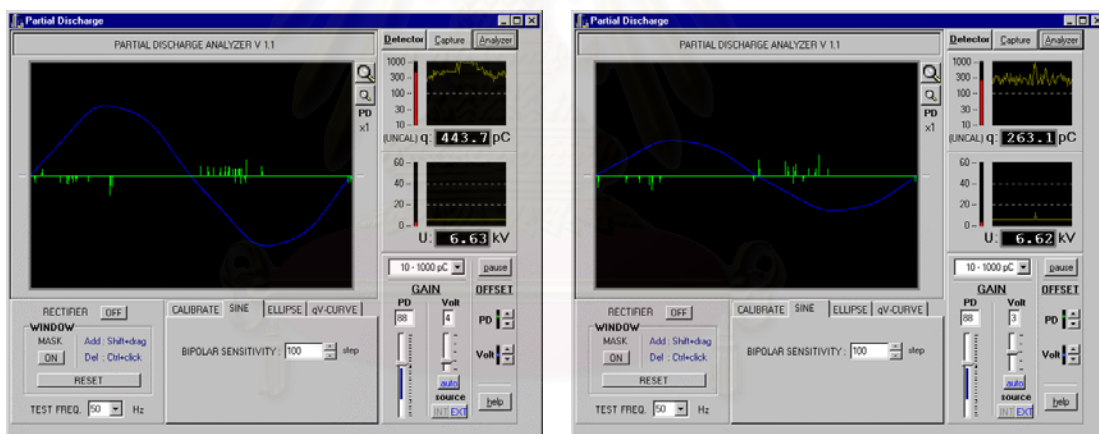 Partial Discharge
PARTIAL DISCHARGE ANALYZER V 1.1
Detector Capture Analyzer
PD
x1
1000
300
100
30
10
(UNCAL) q: 443.7 pC
60
40
20
0
U: 6.63 kV
10 - 1000 pC pause
GAIN OFFSET
PD Volt
88 4
PD
Volt
auto
source
INT EXT
help
RECTIFIER OFF
WINDOW
MASK Add : Shift+drag
ON Del : Ctrl+click
RESET
TEST FREQ. 50 Hz
CALIBRATE SINE ELLIPSE qV-CURVE
BIPOLAR SENSITIVITY : 100 step
Partial Discharge
PARTIAL DISCHARGE ANALYZER V 1.1
Detector Capture Analyzer
PD
x1
1000
300
100
30
10
(UNCAL) q: 263.1 pC
60
40
20
0
U: 6.62 kV
10 - 1000 pC pause
GAIN OFFSET
PD Volt
88 3
PD
Volt
auto
source
INT EXT
help
RECTIFIER OFF
WINDOW
MASK Add : Shift+drag
ON Del : Ctrl+click
RESET
TEST FREQ. 50 Hz
CALIBRATE SINE ELLIPSE qV-CURVE
BIPOLAR SENSITIVITY : 100 step